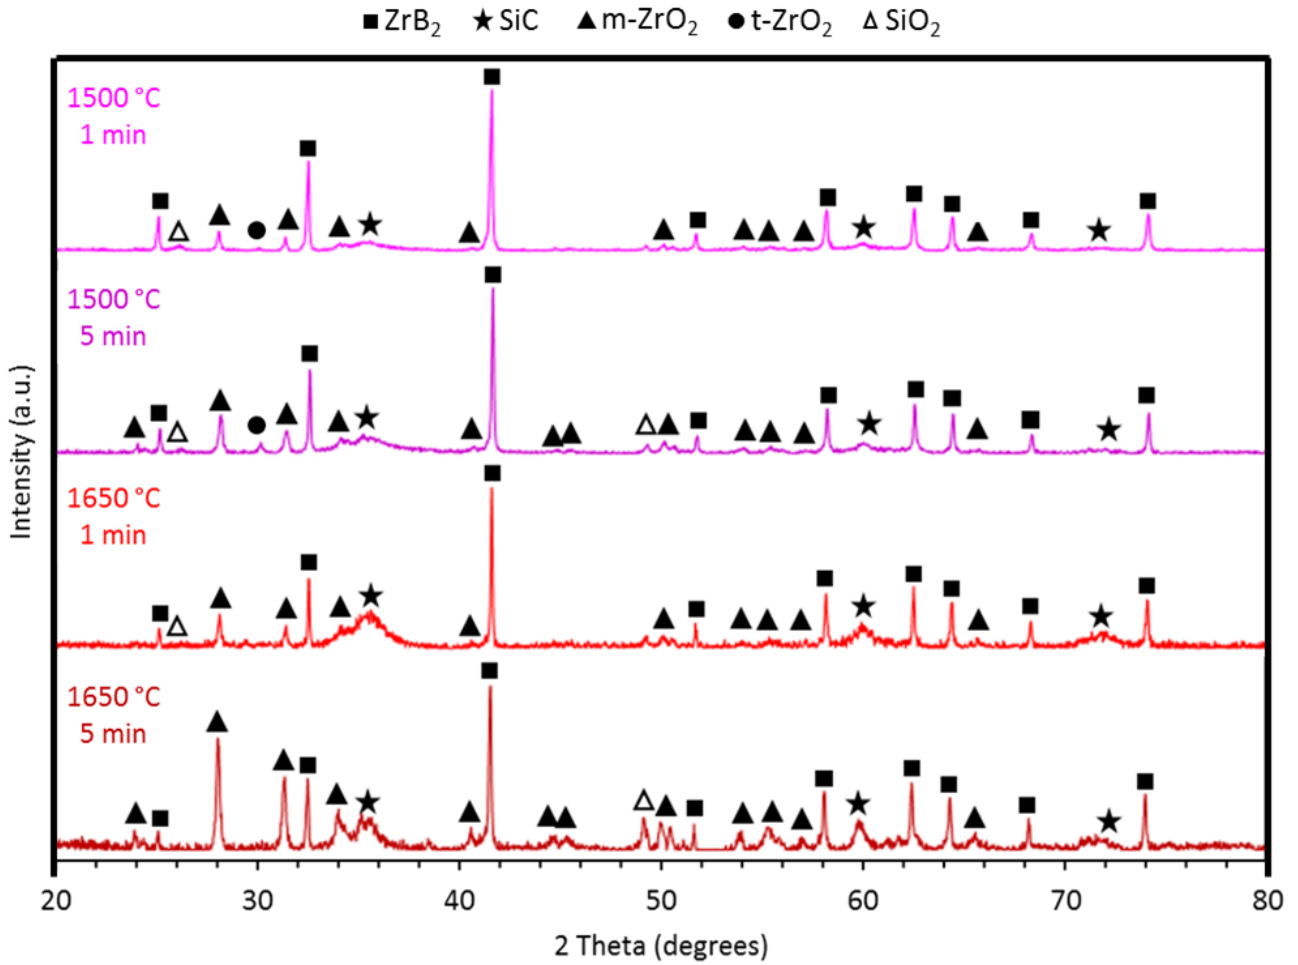 ■ ZrB₂ ★ SiC ▲ m-ZrO₂ ● t-ZrO₂ △ SiO₂
1500 °C
1 min
1500 °C
5 min
1650 °C
1 min
1650 °C
5 min
Intensity (a.u.)
20 30 40 50 60 70 80
2 Theta (degrees)